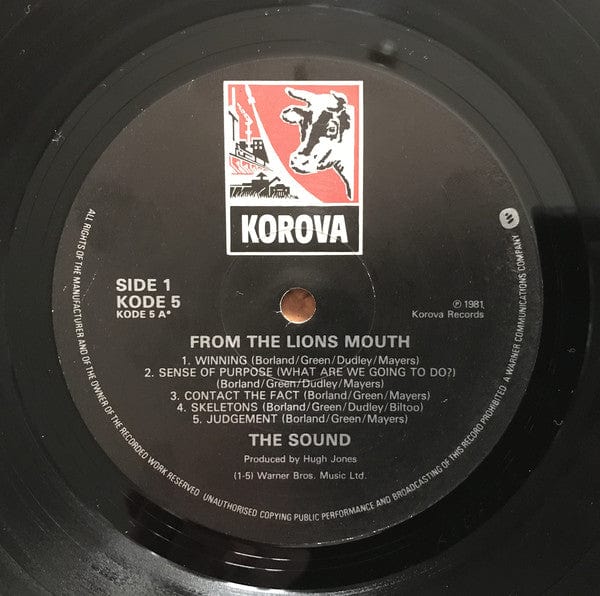 KOROVA
SIDE 1
KODE 5
KODE 5 A*
℗ 1981
Korova Records
FROM THE LIONS MOUTH
1. WINNING (Borland/Green/Dudley/Mayers)
2. SENSE OF PURPOSE (WHAT ARE WE GOING TO DO?)
(Borland/Green/Dudley/Mayers)
3. CONTACT THE FACT (Borland/Green/Mayers)
4. SKELETONS (Borland/Green/Dudley/Biltoo)
5. JUDGEMENT (Borland/Green/Mayers)
THE SOUND
Produced by Hugh Jones
(1-5) Warner Bros. Music Ltd.
ALL RIGHTS OF THE MANUFACTURER AND OF THE OWNER OF THE RECORDED WORK RESERVED UNAUTHORISED COPYING PUBLIC PERFORMANCE AND BROADCASTING OF THIS RECORD PROHIBITED A WARNER COMMUNICATIONS COMPANY